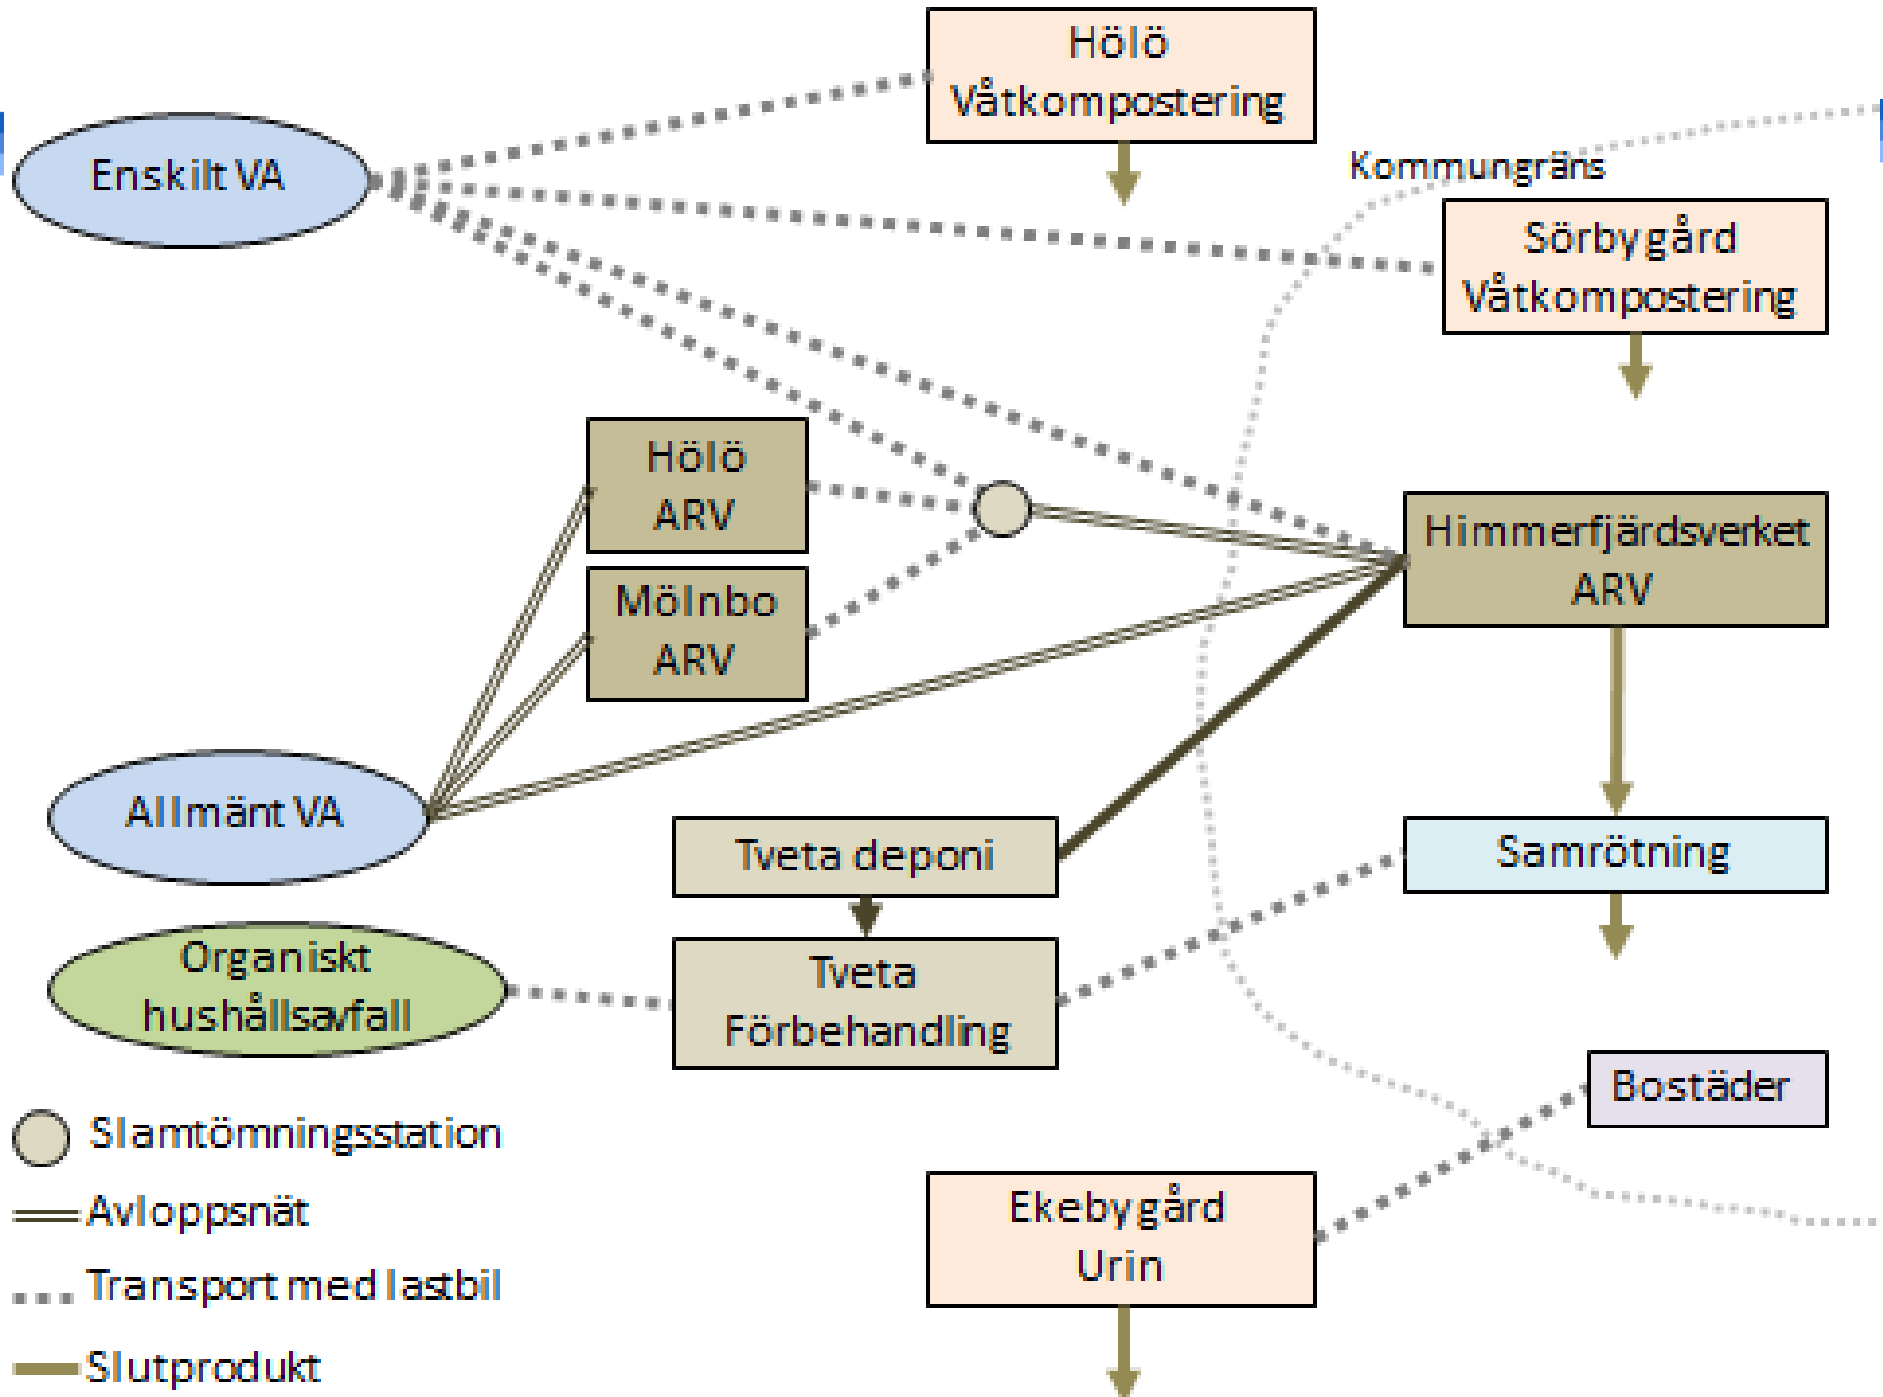 Hölö
Våtkompostering
Enskilt VA
Kommungräns
Sörbygård
Våtkompostering
Hölö
ARV
Himmerfjärdsverket
ARV
Mölnbo
ARV
Allmänt VA
Tveta deponi
Samrötning
Organiskt
hushållsavfall
Tveta
Förbehandling
Bostäder
Slamtömningsstation
Avloppsnät
Ekebygård
Urin
Transport med lastbil
Slutprodukt